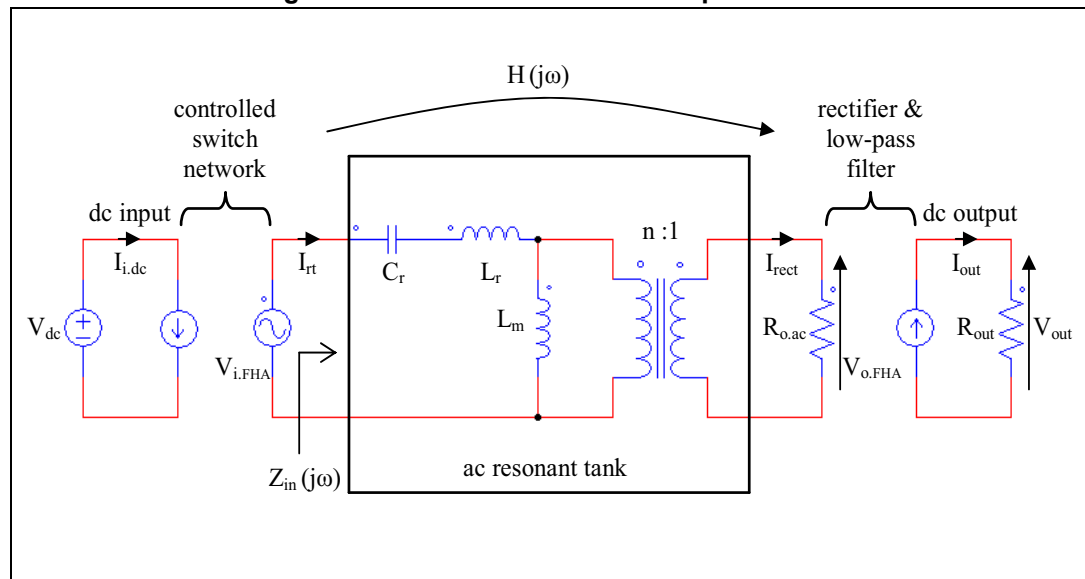 H (jω)
controlled
switch
network
rectifier &
low-pass
filter
dc input
dc output
n :1
I_i.dc
I_rt
C_r
L_r
I_rect
I_out
L_m
V_dc
V_i.FHA
R_o.ac
V_o.FHA
R_out
V_out
Z_in (jω)
ac resonant tank